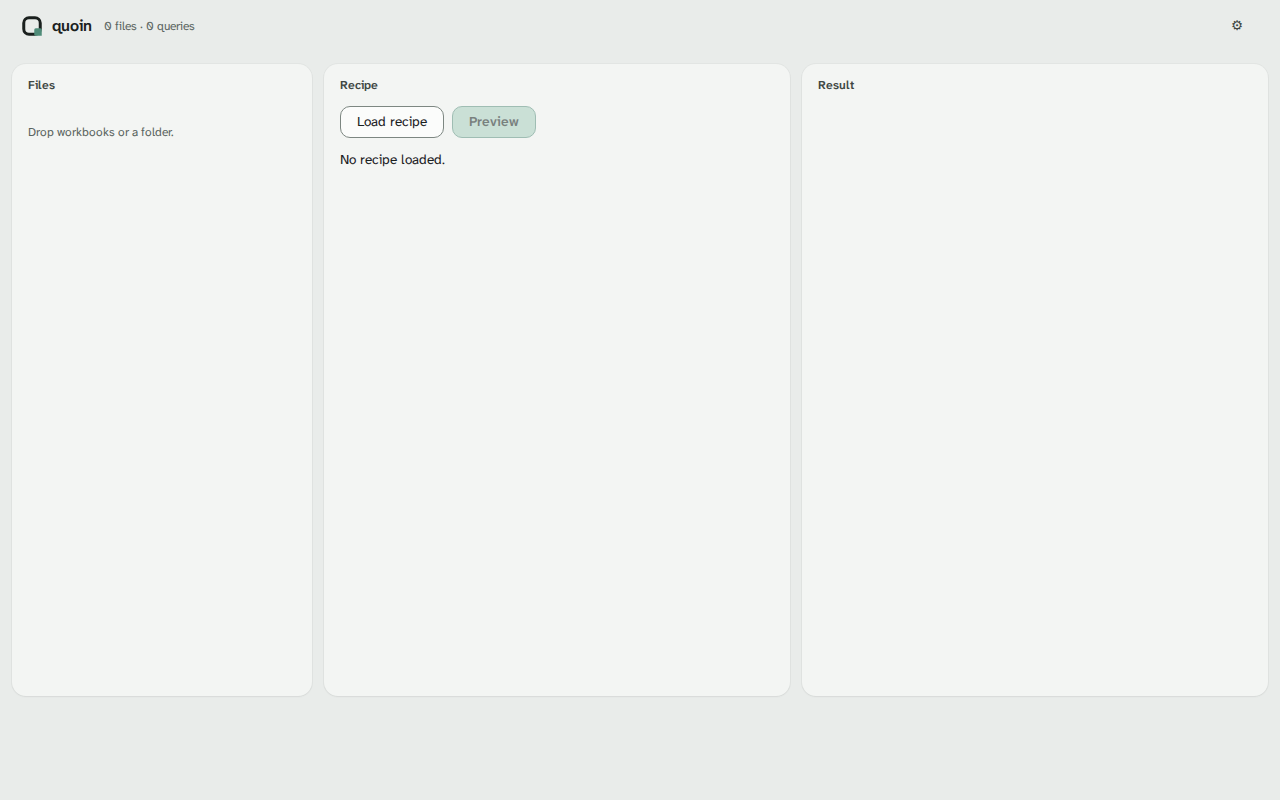 quoin 0 files · 0 queries
Files
Drop workbooks or a folder.
Recipe
Load recipe Preview
No recipe loaded.
Result